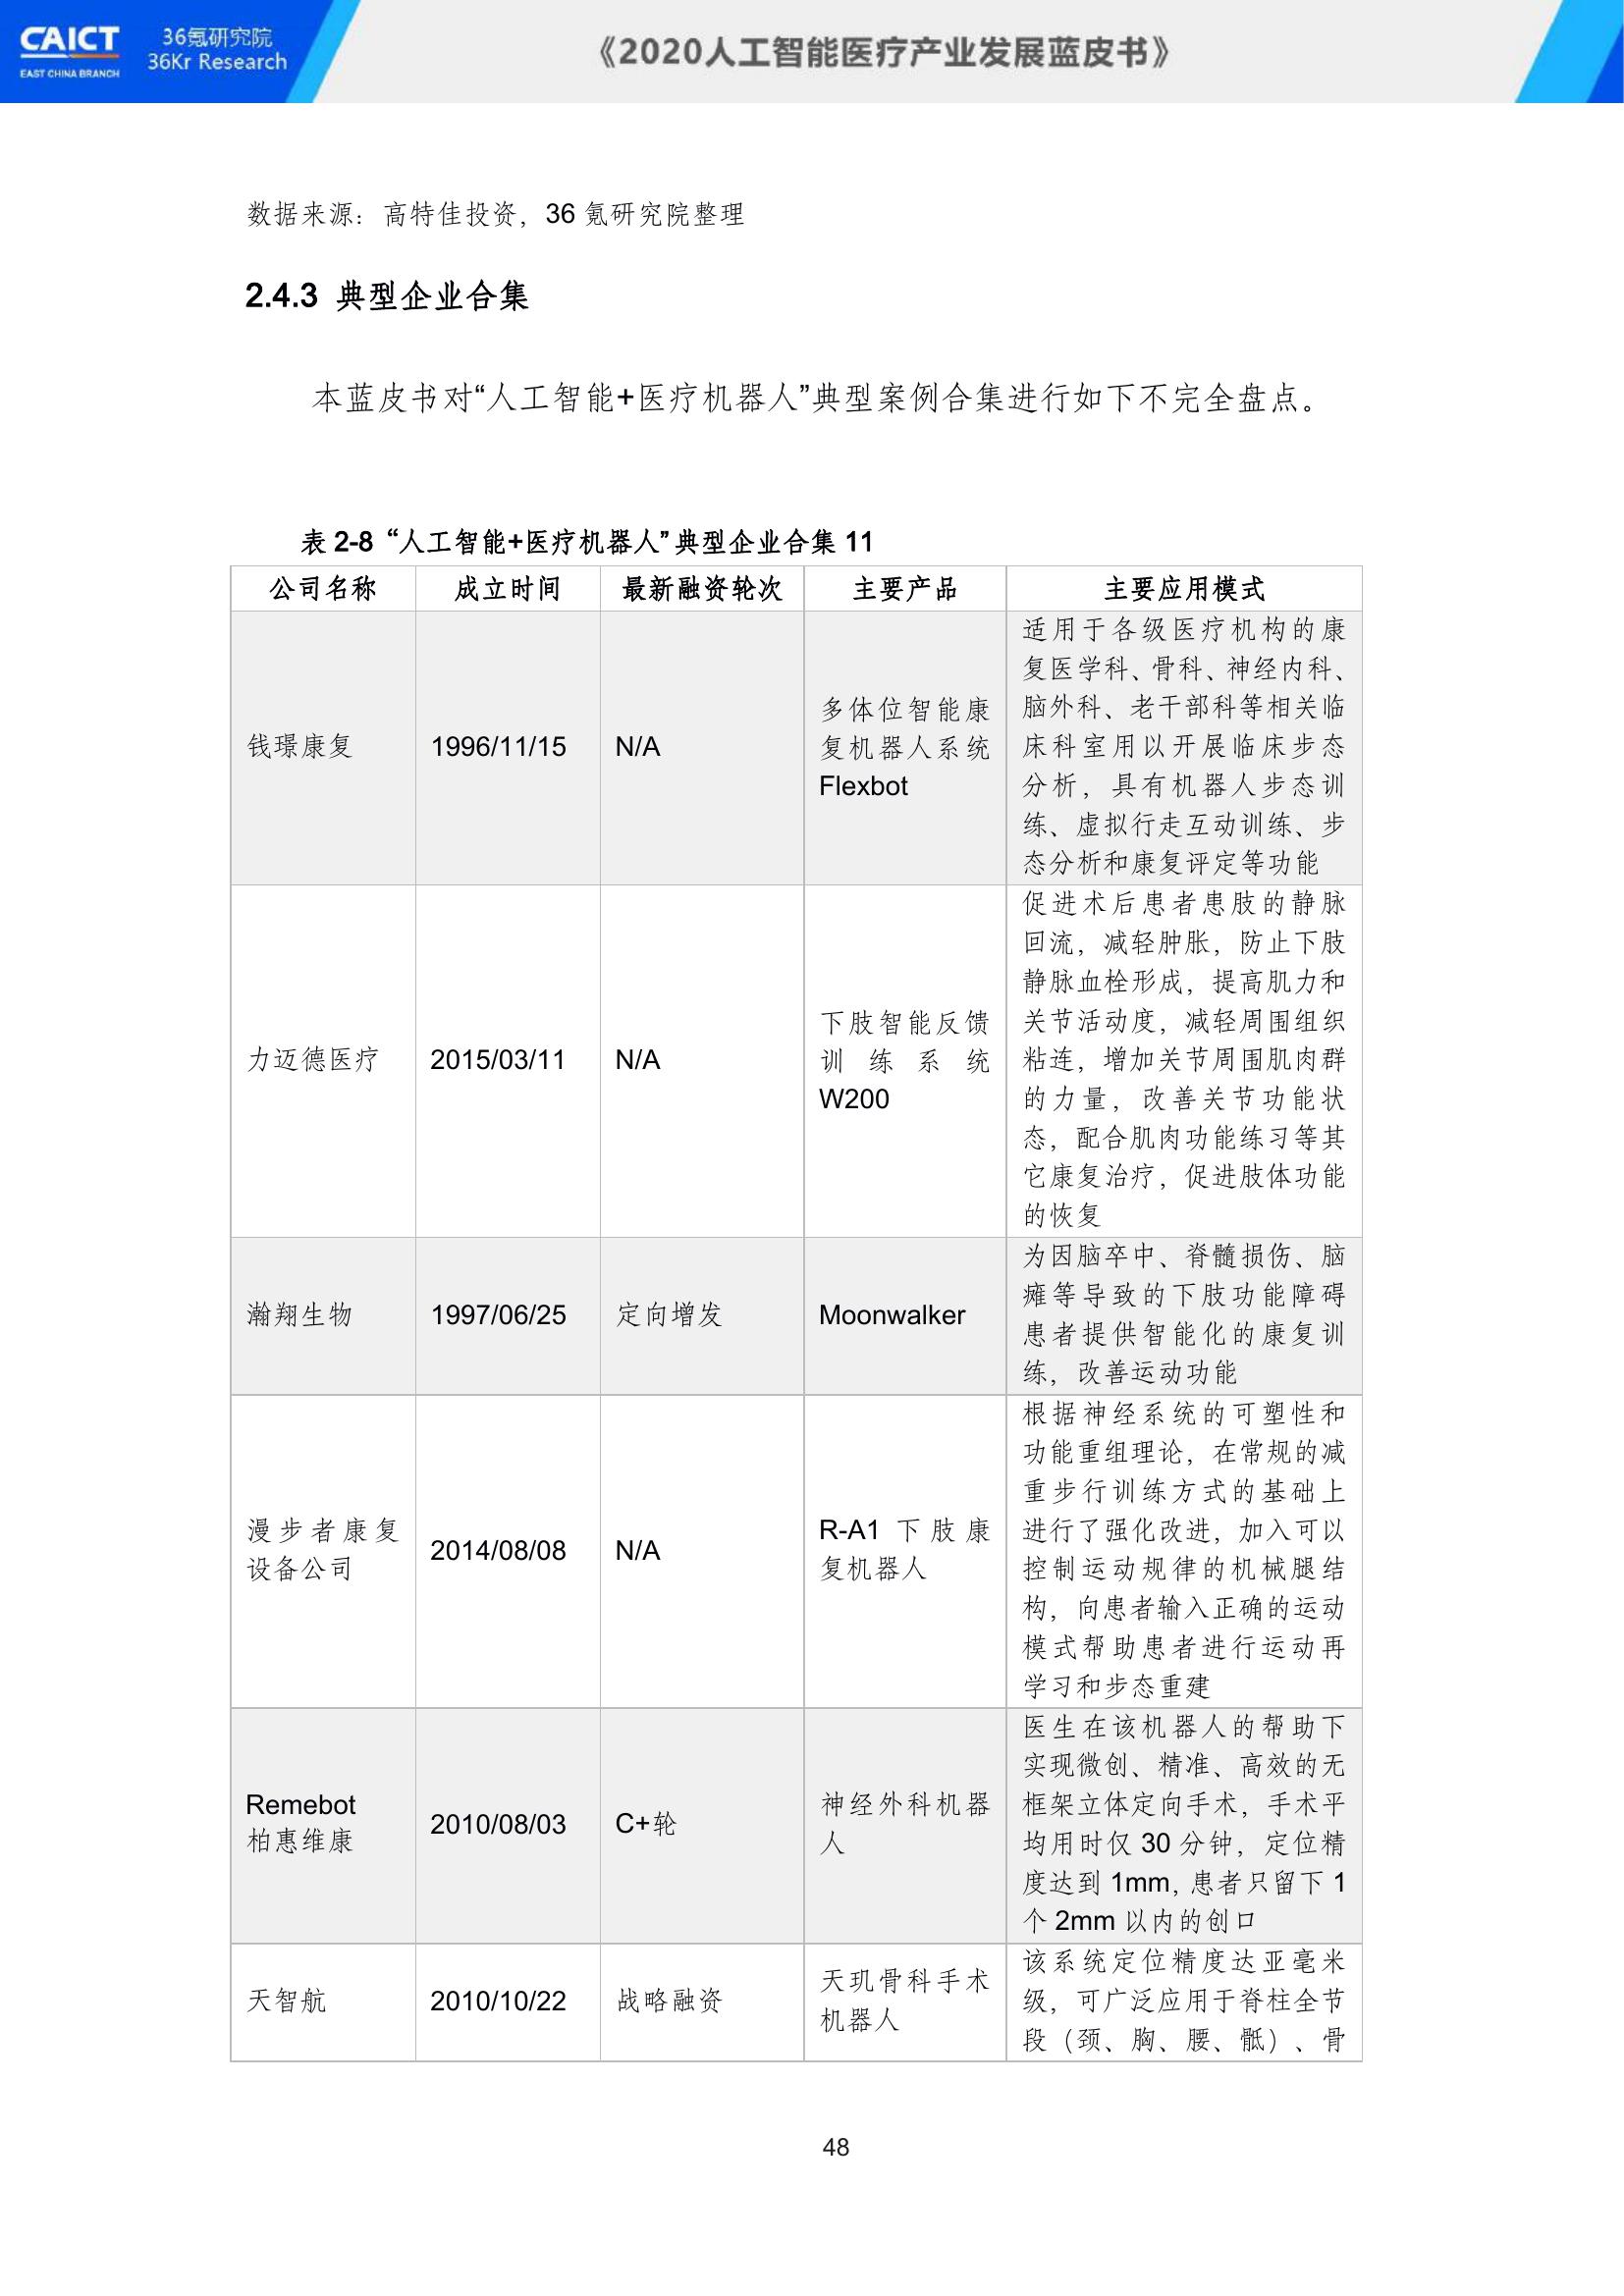 CAICT
EAST CHINA BRANCH
36氪研究院
36Kr Research
《2020人工智能医疗产业发展蓝皮书》
数据来源：高特佳投资，36 氪研究院整理
2.4.3 典型企业合集
本蓝皮书对“人工智能+医疗机器人”典型案例合集进行如下不完全盘点。
表 2-8 “人工智能+医疗机器人” 典型企业合集 11
公司名称 成立时间 最新融资轮次 主要产品 主要应用模式
钱璟康复
1996/11/15
N/A
多体位智能康
复机器人系统
Flexbot
适用于各级医疗机构的康
复医学科、骨科、神经内科、
脑外科、老干部科等相关临
床科室用以开展临床步态
分析，具有机器人步态训
练、虚拟行走互动训练、步
态分析和康复评定等功能
力迈德医疗
2015/03/11
N/A
下肢智能反馈
训练系统
W200
促进术后患者患肢的静脉
回流，减轻肿胀，防止下肢
静脉血栓形成，提高肌力和
关节活动度，减轻周围组织
粘连，增加关节周围肌肉群
的力量，改善关节功能状
态，配合肌肉功能练习等其
它康复治疗，促进肢体功能
的恢复
瀚翔生物
1997/06/25
定向增发
Moonwalker
为因脑卒中、脊髓损伤、脑
瘫等导致的下肢功能障碍
患者提供智能化的康复训
练，改善运动功能
漫步者康复
设备公司
2014/08/08
N/A
R-A1 下肢康
复机器人
根据神经系统的可塑性和
功能重组理论，在常规的减
重步行训练方式的基础上
进行了强化改进，加入可以
控制运动规律的机械腿结
构，向患者输入正确的运动
模式帮助患者进行运动再
学习和步态重建
Remebot
柏惠维康
2010/08/03
C+轮
神经外科机器
人
医生在该机器人的帮助下
实现微创、精准、高效的无
框架立体定向手术，手术平
均用时仅 30 分钟，定位精
度达到 1mm，患者只留下 1
个 2mm 以内的创口
天智航
2010/10/22
战略融资
天玑骨科手术
机器人
该系统定位精度达亚毫米
级，可广泛应用于脊柱全节
段（颈、胸、腰、骶）、骨
48